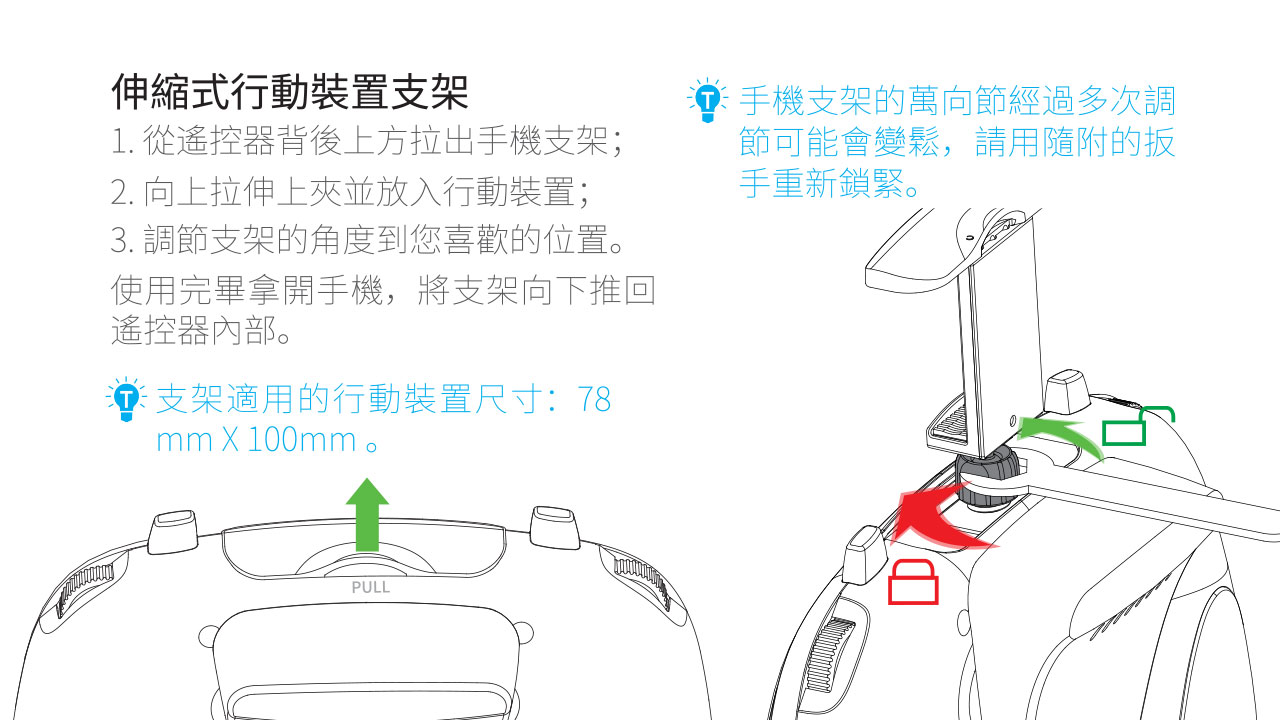 伸縮式行動裝置支架
1. 從遙控器背後上方拉出手機支架；
2. 向上拉伸上夾並放入行動裝置；
3. 調節支架的角度到您喜歡的位置。
使用完畢拿開手機，將支架向下推回
遙控器內部。
T 支架適用的行動裝置尺寸：78
mm X 100mm 。
PULL
T 手機支架的萬向節經過多次調
節可能會變鬆，請用隨附的扳
手重新鎖緊。